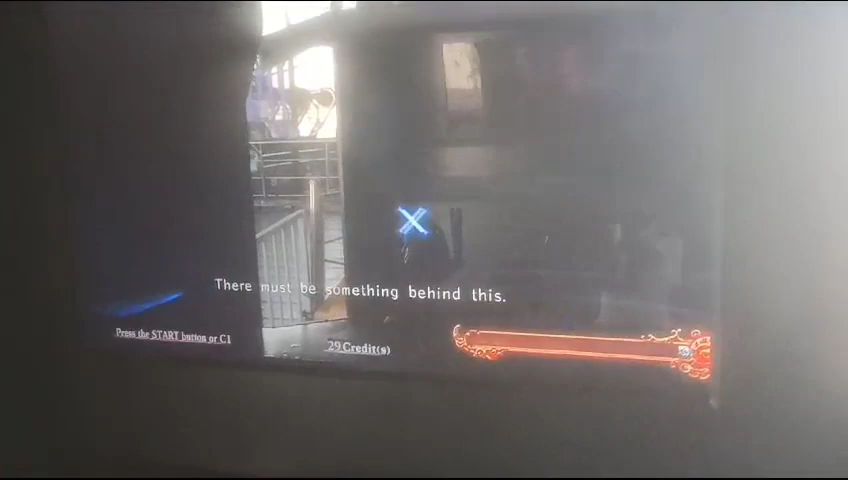 There must be something behind this.
Press the START button or C1
29 Credit(s)